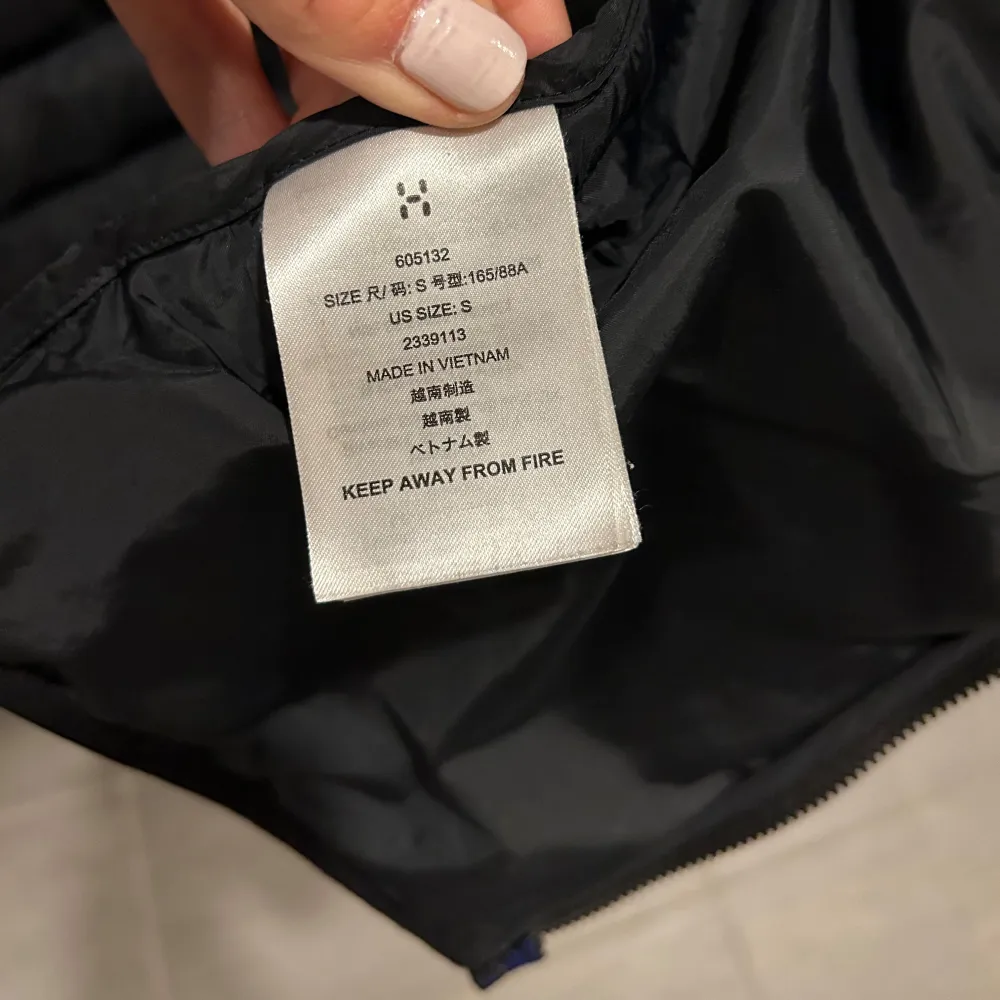 605132
SIZE 尺/ 码: S 号型:165/88A
US SIZE: S
2339113
MADE IN VIETNAM
越南制造
越南製
ベトナム製
KEEP AWAY FROM FIRE